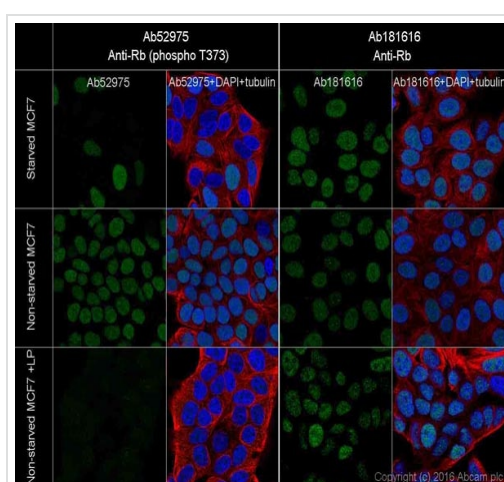 Ab52975
Anti-Rb (phospho T373)
Ab181616
Anti-Rb
Ab52975
Ab52975+DAPI+tubulin
Ab181616
Ab181616+DAPI+tubulin
Starved MCF7
Non-starved MCF7
Non-starved MCF7 +LP
Copyright (c) 2016 Abcam plc